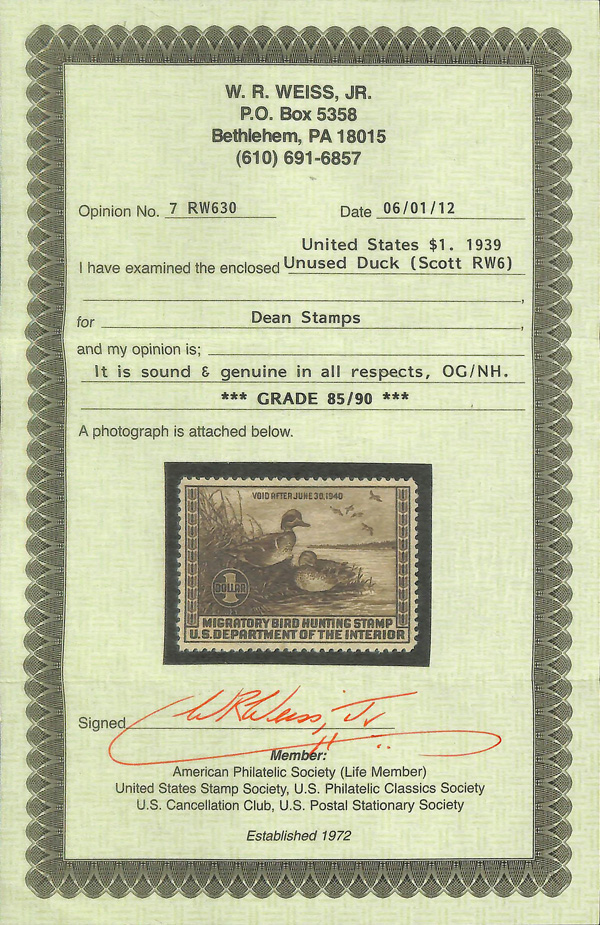 W. R. WEISS, JR.
P.O. Box 5358
Bethlehem, PA 18015
(610) 691-6857
Opinion No. 7 RW630 Date 06/01/12
United States $1. 1939
I have examined the enclosed Unused Duck (Scott RW6)
,
for Dean Stamps ,
and my opinion is;
It is sound & genuine in all respects, OG/NH.
*** GRADE 85/90 ***
A photograph is attached below.
VOID AFTER JUNE 30, 1940
1
DOLLAR
MIGRATORY BIRD HUNTING STAMP
U.S. DEPARTMENT OF THE INTERIOR
Signed W R Weiss, Jr
Member:
American Philatelic Society (Life Member)
United States Stamp Society, U.S. Philatelic Classics Society
U.S. Cancellation Club, U.S. Postal Stationary Society
Established 1972